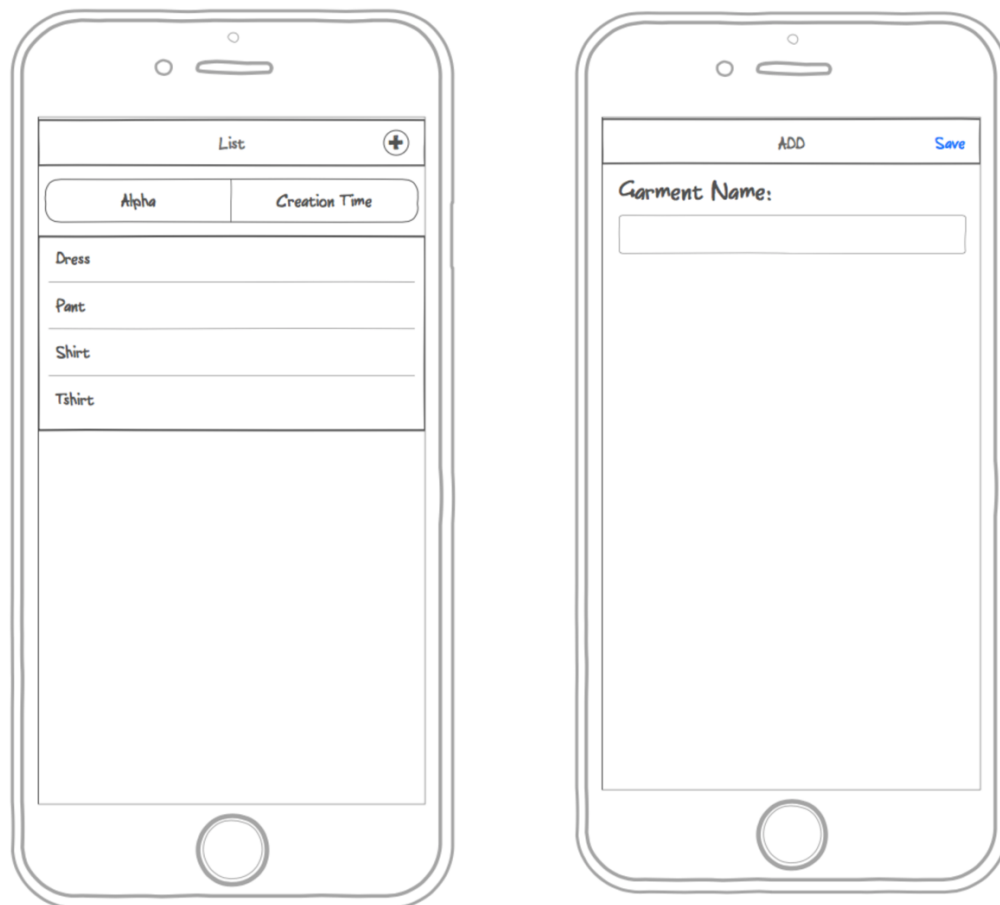 List
Alpha Creation Time
Dress
Pant
Shirt
Tshirt
ADD Save
Garment Name: